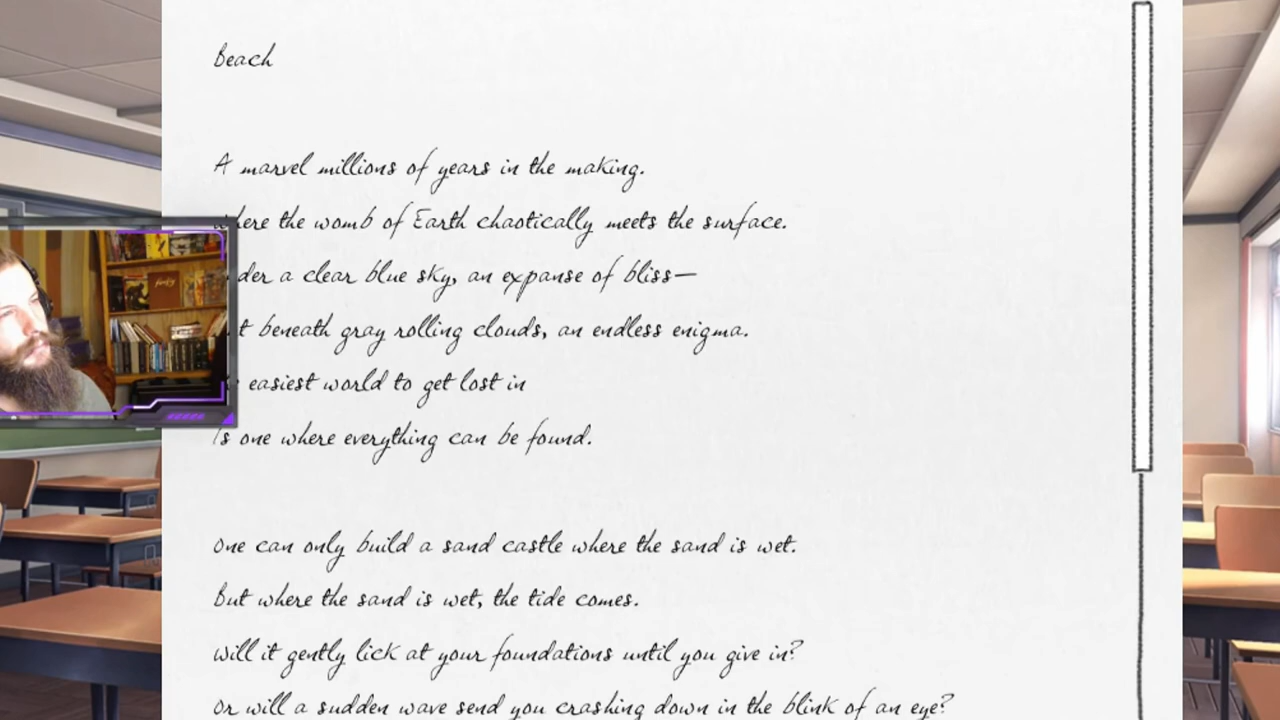 Beach
A marvel millions of years in the making.
where the womb of Earth chaotically meets the surface.
a clear blue sky, an expanse of bliss—
beneath gray rolling clouds, an endless enigma.
easiest world to get lost in
Is one where everything can be found.
One can only build a sand castle where the sand is wet.
But where the sand is wet, the tide comes.
Will it gently lick at your foundations until you give in?
Or will a sudden wave send you crashing down in the blink of an eye?